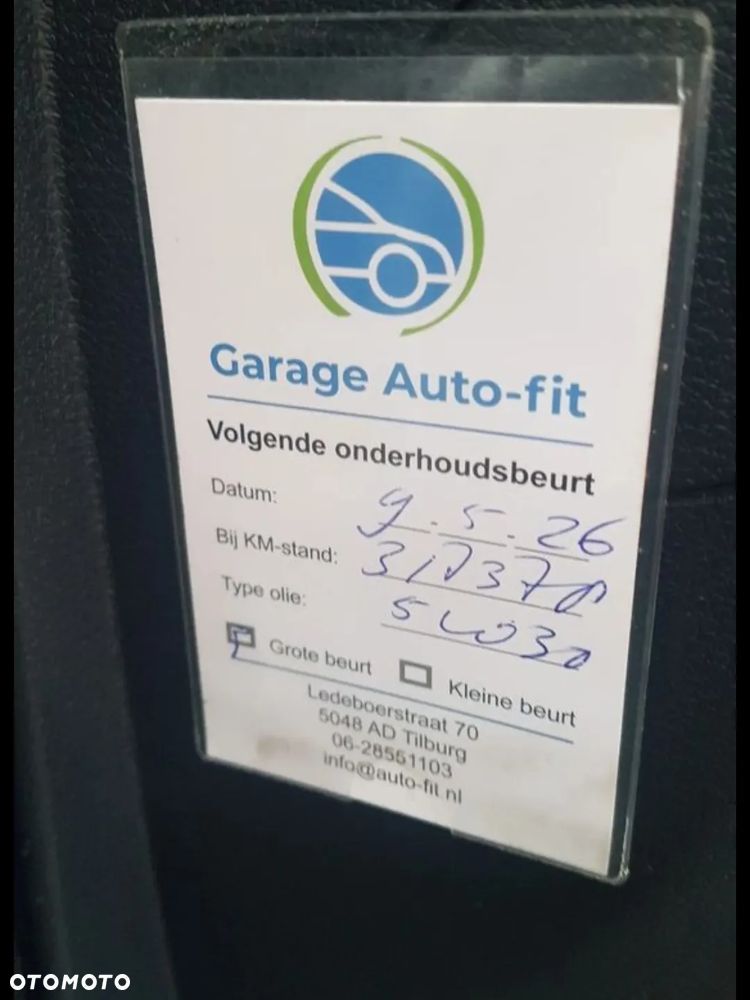 Garage Auto-fit
Volgende onderhoudsbeurt
Datum: 9.5.26
Bij KM-stand:
Type olie: 5W30
Grote beurt Kleine beurt
Ledeboerstraat 70
5048 AD Tilburg
06-28551103
info@auto-fit.nl
OTOMOTO